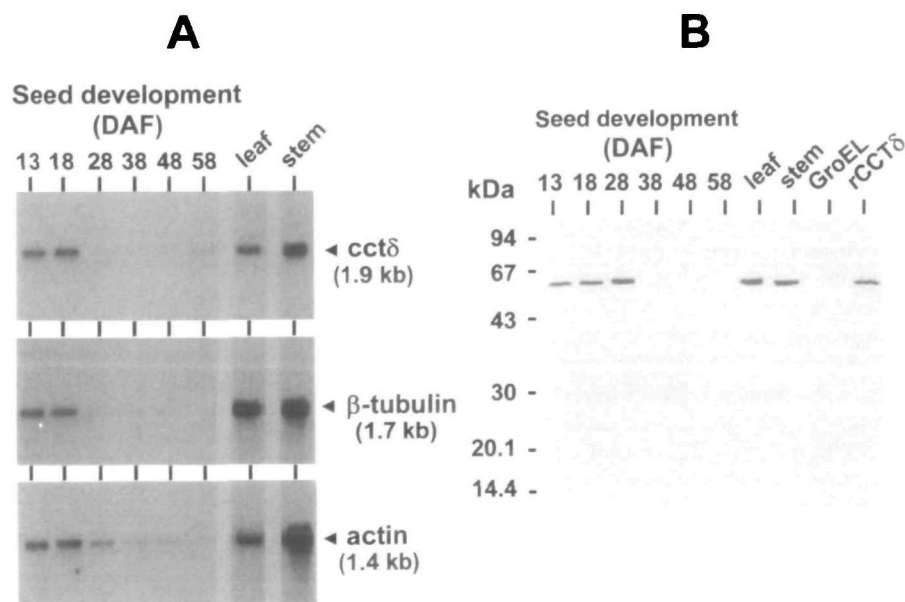 A
Seed development
(DAF)
13 18 28 38 48 58 leaf stem
◄ cctδ
(1.9 kb)
◄ β-tubulin
(1.7 kb)
◄ actin
(1.4 kb)
B
Seed development
(DAF)
kDa 13 18 28 38 48 58 leaf stem GroEL rCCTδ
94 -
67 -
43 -
30 -
20.1 -
14.4 -